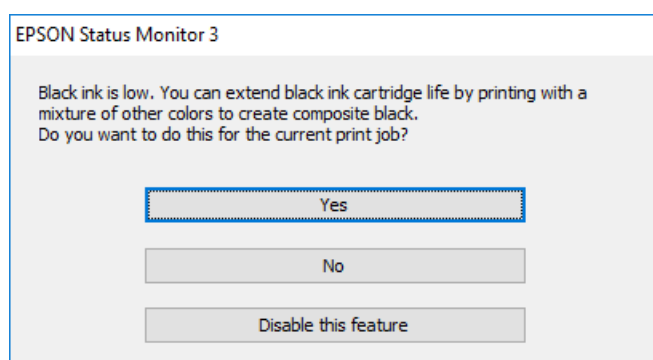 EPSON Status Monitor 3
Black ink is low. You can extend black ink cartridge life by printing with a
mixture of other colors to create composite black.
Do you want to do this for the current print job?
Yes
No
Disable this feature